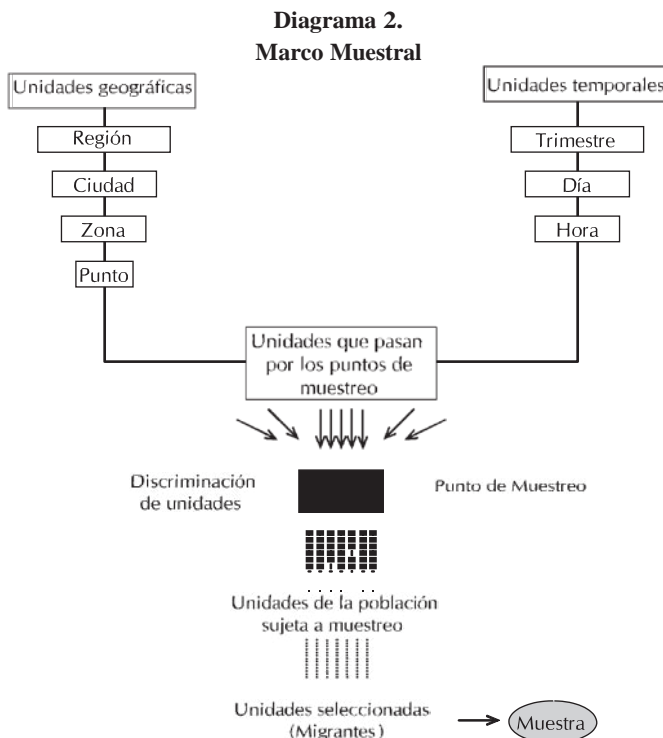 Diagrama 2.
Marco Muestral
Unidades geográficas
Región
Ciudad
Zona
Punto
Unidades temporales
Trimestre
Día
Hora
Unidades que pasan
por los puntos de
muestreo
Discriminación
de unidades
Punto de Muestreo
Unidades de la población
sujeta a muestreo
Unidades seleccionadas
(Migrantes)
Muestra